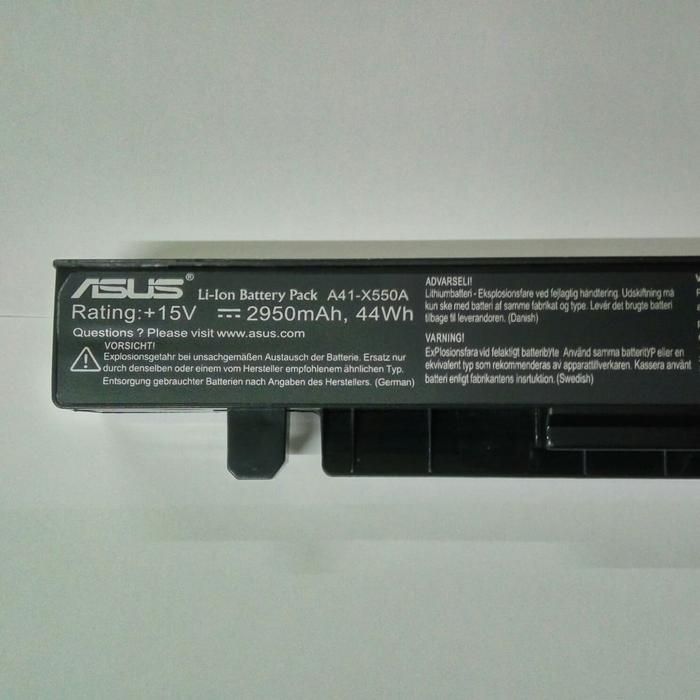 ASUS® Li-Ion Battery Pack A41-X550A
Rating:+15V ⎓ 2950mAh, 44Wh
Questions ? Please visit www.asus.com
VORSICHT!
Explosionsgetahr bei unsachgemäßen Austausch der Batterie. Ersatz nur
durch denselben oder einem vom Hersteller empfohlenem ähnlichen Typ.
Entsorgung gebrauchter Batterien nach Angaben des Herstellers. (German)
ADVARSELI!
Lithiumbatteri - Eksplosionsfare ved fejlagtig håndtering. Udskiftning må
kun ske med batteri af samme fabrikat og type. Levér det brugte batteri
tilbage til leverandoren. (Danish)
VARNING!
ExPlosionsfara vid felaktigt batteribyte Använd samma batterityP eller en
ekvivalent typ som rekommenderas av apparattillverkaren. Kassera använt
batteri enligt fabrikantens insrtuktion. (Swedish)